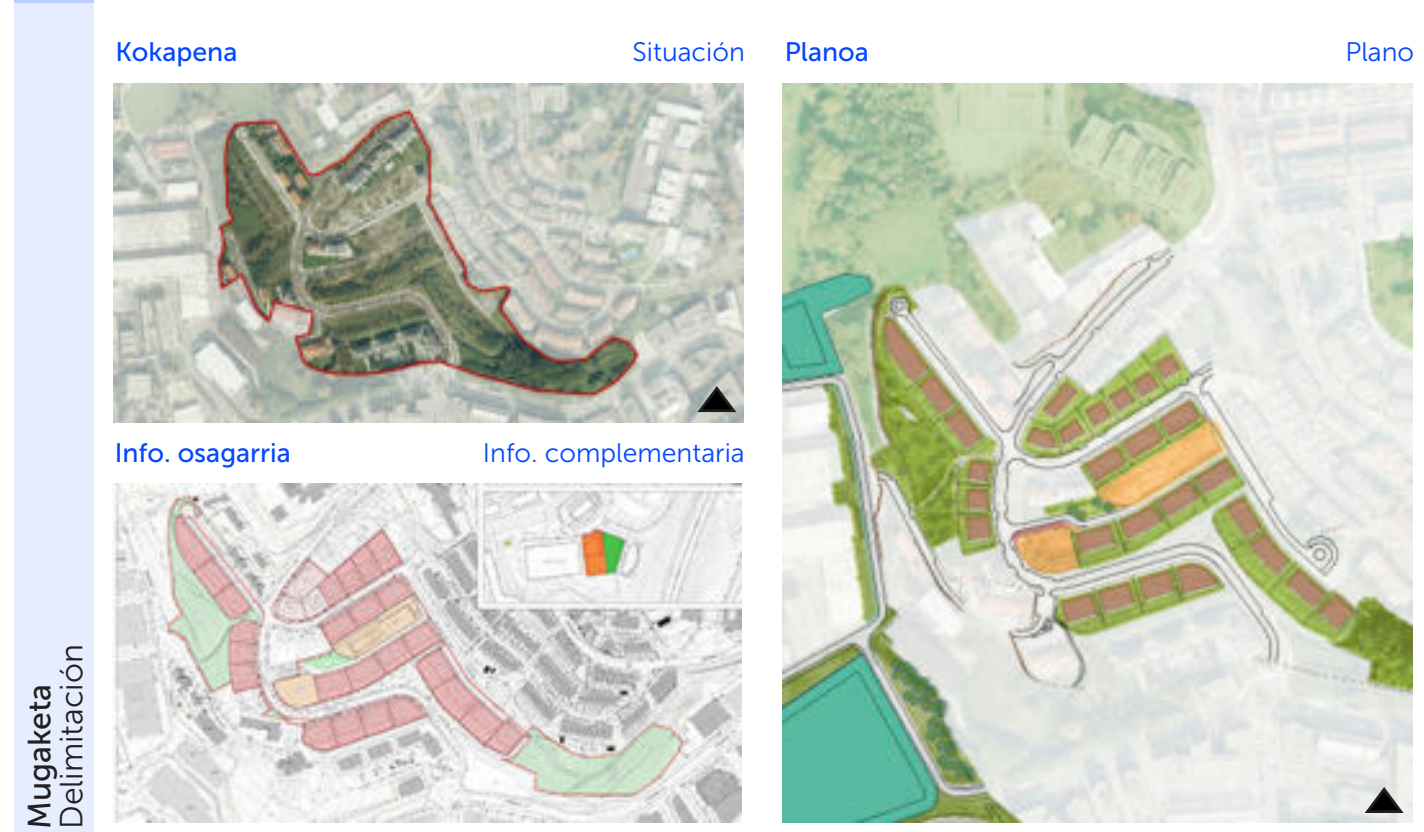 Kokapena
Situación
Planoa
Plano
Info. osagarria
Info. complementaria
Mugaketa
Delimitación